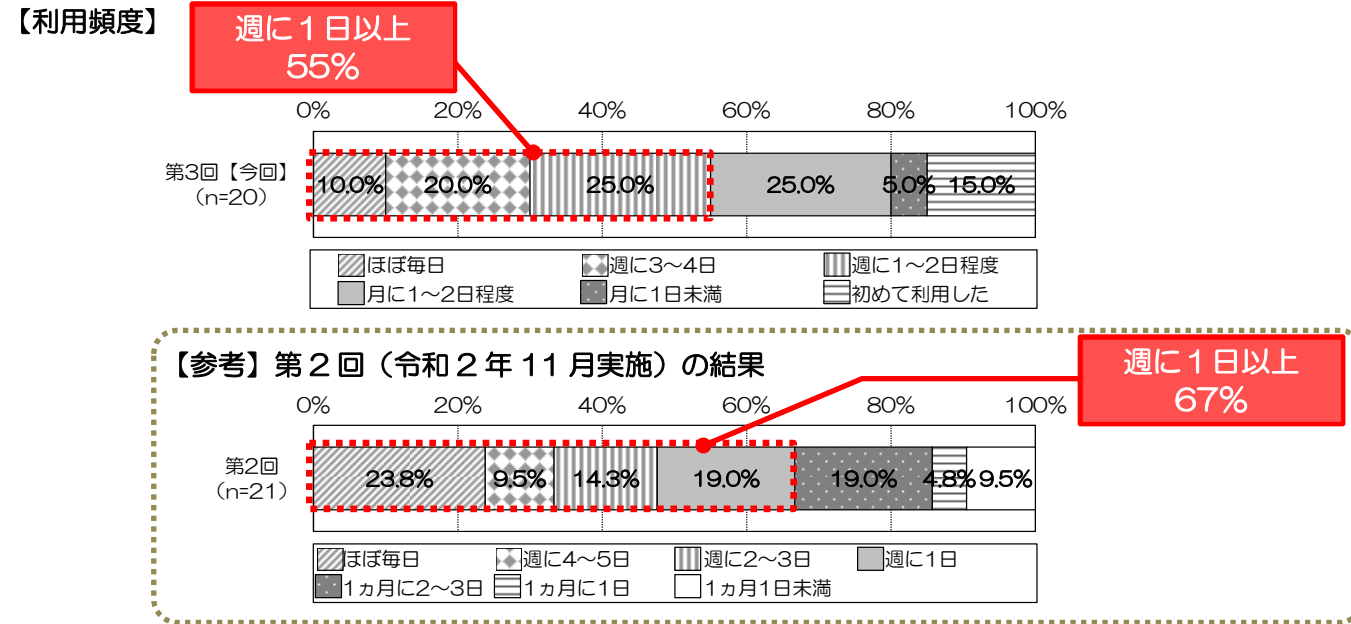 【利用頻度】
週に１日以上
55%
0% 20% 40% 60% 80% 100%
第3回【今回】
（n=20）
10.0% 20.0% 25.0% 25.0% 5.0% 15.0%
ほぼ毎日 週に3～4日 週に1～2日程度
月に1～2日程度 月に1日未満 初めて利用した
【参考】第２回（令和２年 11 月実施）の結果
週に１日以上
67%
0% 20% 40% 60% 80% 100%
第2回
（n=21）
23.8% 9.5% 14.3% 19.0% 19.0% 4.8% 9.5%
ほぼ毎日 週に4～5日 週に2～3日 週に1日
1ヵ月に2～3日 1ヵ月に1日 1ヵ月1日未満